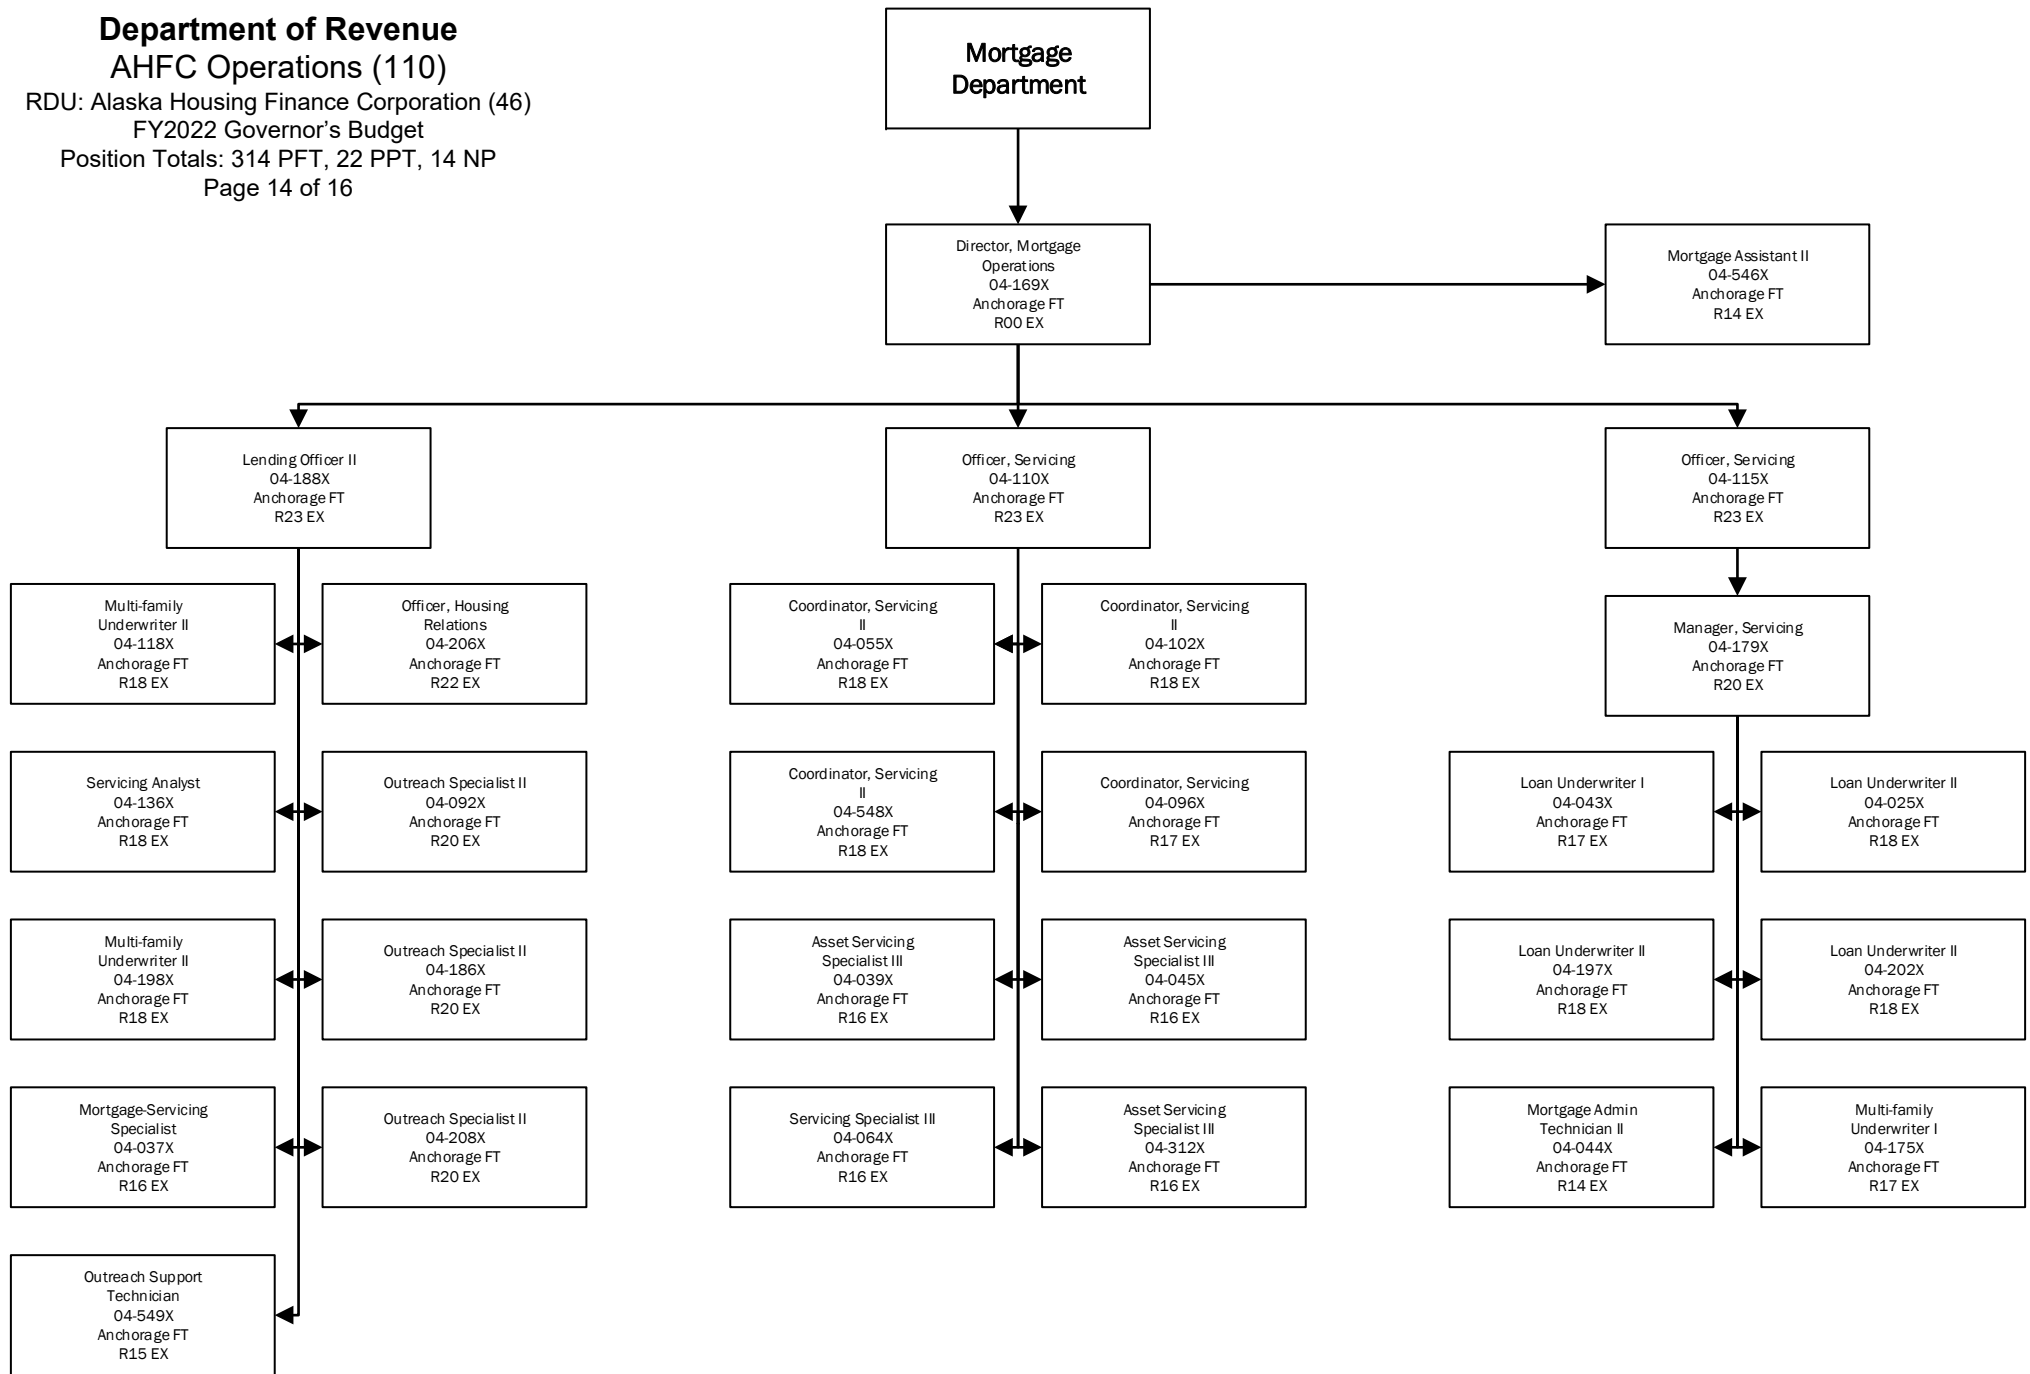 Department of Revenue
AHFC Operations (110)
RDU: Alaska Housing Finance Corporation (46)
FY2022 Governor’s Budget
Position Totals: 314 PFT, 22 PPT, 14 NP
Page 14 of 16
Mortgage
Department
Director, Mortgage
Operations
04-169X
Anchorage FT
R00 EX
Mortgage Assistant II
04-546X
Anchorage FT
R14 EX
Lending Officer II
04-188X
Anchorage FT
R23 EX
Officer, Servicing
04-110X
Anchorage FT
R23 EX
Officer, Servicing
04-115X
Anchorage FT
R23 EX
Multi-family
Underwriter II
04-118X
Anchorage FT
R18 EX
Officer, Housing
Relations
04-206X
Anchorage FT
R22 EX
Coordinator, Servicing
II
04-055X
Anchorage FT
R18 EX
Coordinator, Servicing
II
04-102X
Anchorage FT
R18 EX
Manager, Servicing
04-179X
Anchorage FT
R20 EX
Servicing Analyst
04-136X
Anchorage FT
R18 EX
Outreach Specialist II
04-092X
Anchorage FT
R20 EX
Coordinator, Servicing
II
04-548X
Anchorage FT
R18 EX
Coordinator, Servicing
04-096X
Anchorage FT
R17 EX
Loan Underwriter I
04-043X
Anchorage FT
R17 EX
Loan Underwriter II
04-025X
Anchorage FT
R18 EX
Multi-family
Underwriter II
04-198X
Anchorage FT
R18 EX
Outreach Specialist II
04-186X
Anchorage FT
R20 EX
Asset Servicing
Specialist III
04-039X
Anchorage FT
R16 EX
Asset Servicing
Specialist III
04-045X
Anchorage FT
R16 EX
Loan Underwriter II
04-197X
Anchorage FT
R18 EX
Loan Underwriter II
04-202X
Anchorage FT
R18 EX
Mortgage-Servicing
Specialist
04-037X
Anchorage FT
R16 EX
Outreach Specialist II
04-208X
Anchorage FT
R20 EX
Servicing Specialist III
04-064X
Anchorage FT
R16 EX
Asset Servicing
Specialist III
04-312X
Anchorage FT
R16 EX
Mortgage Admin
Technician II
04-044X
Anchorage FT
R14 EX
Multi-family
Underwriter I
04-175X
Anchorage FT
R17 EX
Outreach Support
Technician
04-549X
Anchorage FT
R15 EX